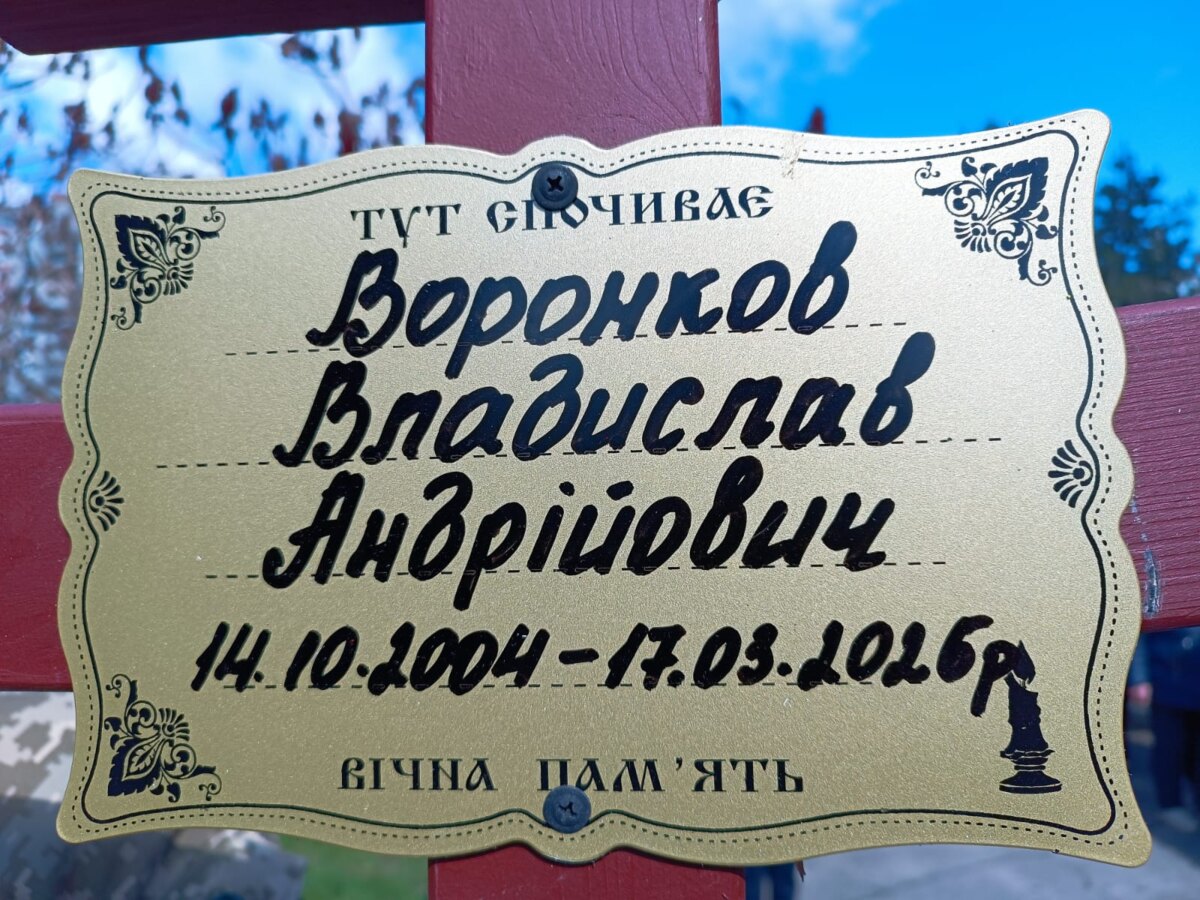 ТУТ СПОЧИВАЄ
Воронков
Владислав
Андрійович
14.10.2004-17.03.2026р
ВІЧНА ПАМ'ЯТЬ